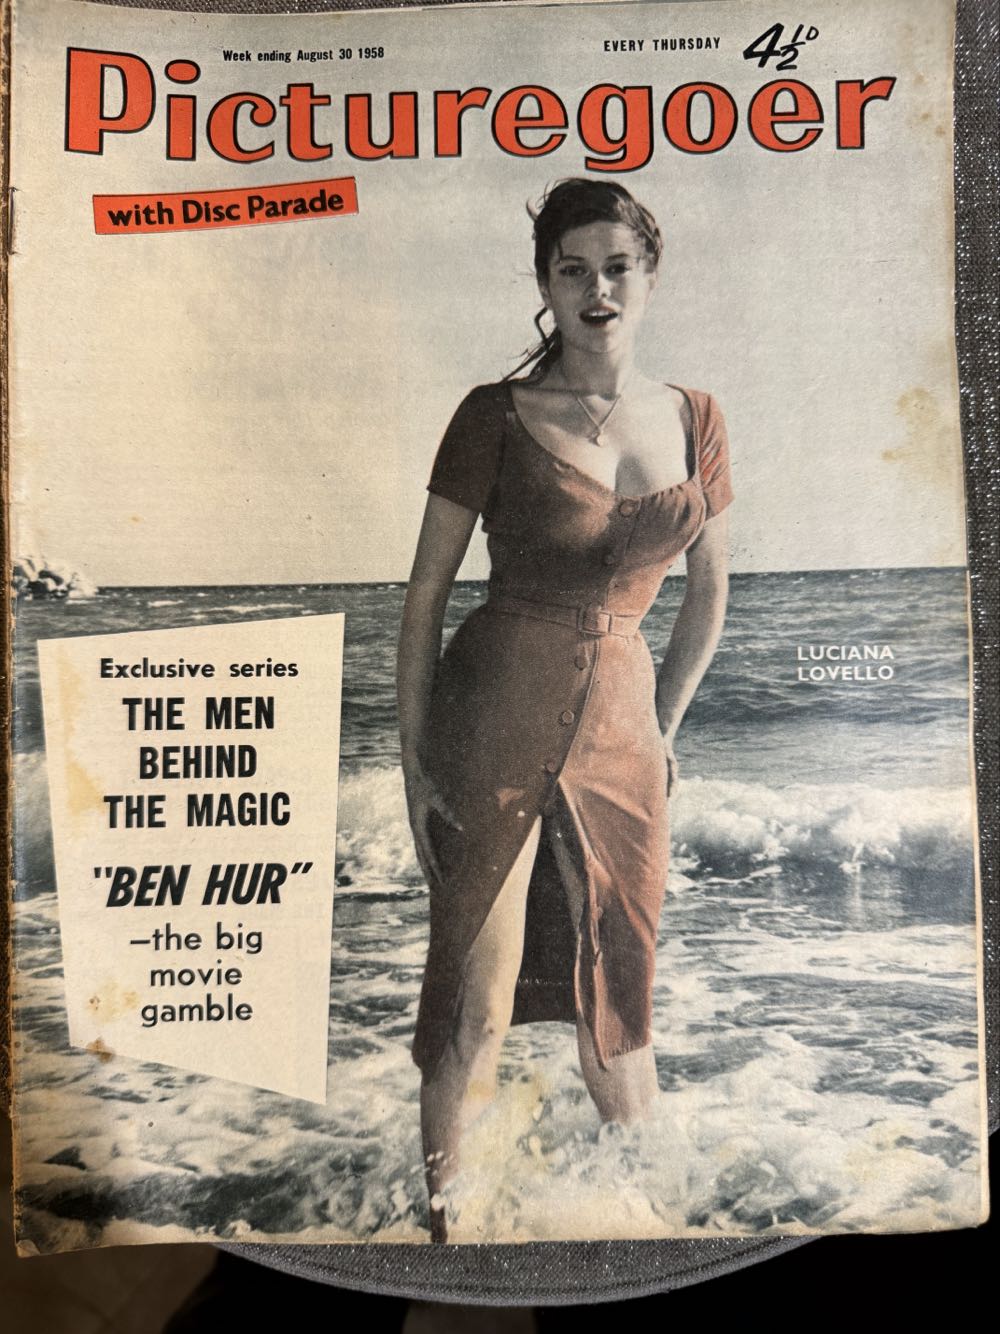 Week ending August 30 1958
EVERY THURSDAY
4½D
Picturegoer
with Disc Parade
LUCIANA
LOVELLO
Exclusive series
THE MEN
BEHIND
THE MAGIC
"BEN HUR"
—the big
movie
gamble